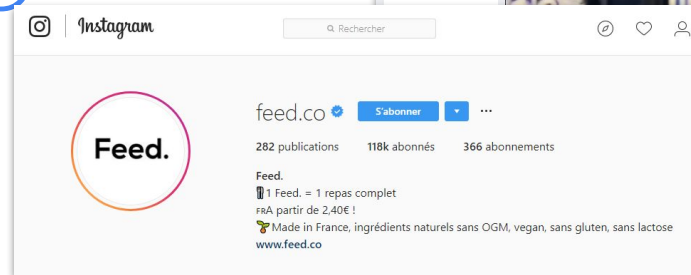 Instagram
Rechercher
Feed.
feed.co S'abonner ...
282 publications 118k abonnés 366 abonnements
Feed.
1 Feed. = 1 repas complet
FRA partir de 2,40€ !
Made in France, ingrédients naturels sans OGM, vegan, sans gluten, sans lactose
www.feed.co